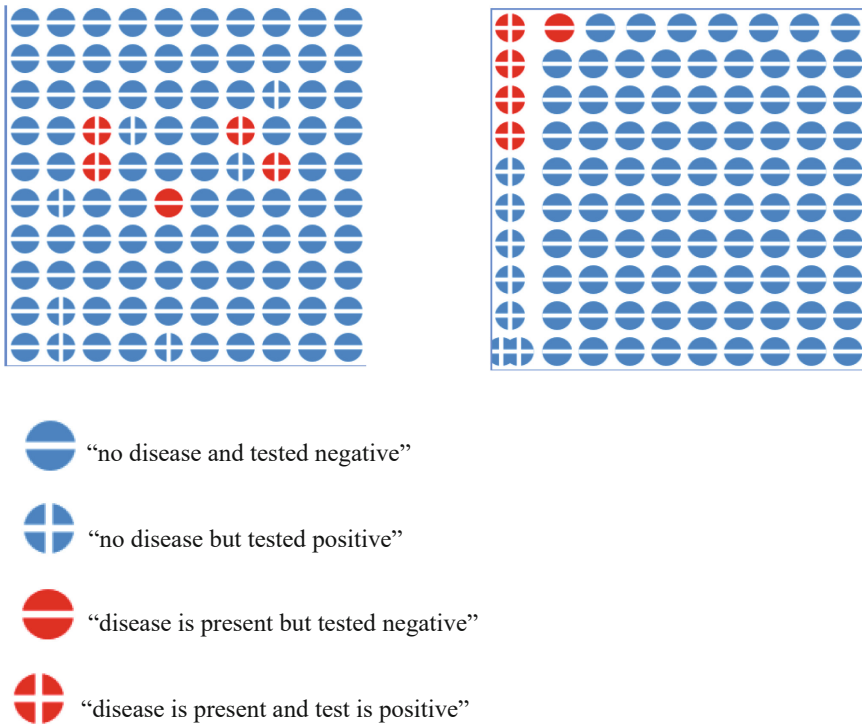 “no disease and tested negative”
“no disease but tested positive”
“disease is present but tested negative”
“disease is present and test is positive”